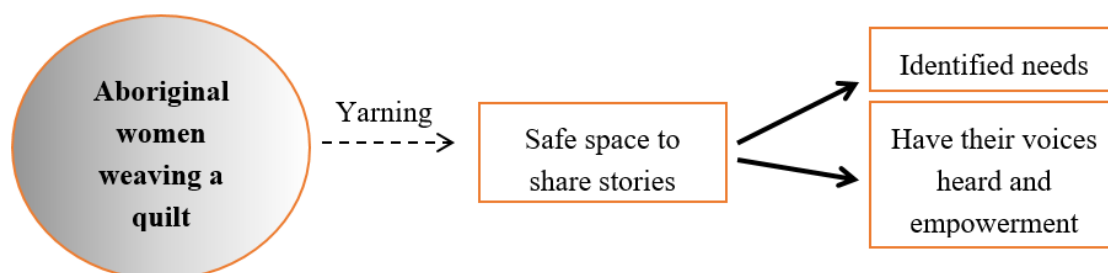 Aboriginal
women
weaving a
quilt
Yarning
Safe space to
share stories
Identified needs
Have their voices
heard and
empowerment